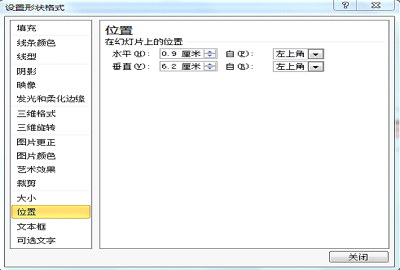 设置形状格式
填充
线条颜色
线型
阴影
映像
发光和柔化边缘
三维格式
三维旋转
图片更正
图片颜色
艺术效果
裁剪
大小
位置
文本框
可选文字
位置
在幻灯片上的位置
水平(H): 0.9 厘米 自(F): 左上角
垂直(V): 6.2 厘米 自(R): 左上角
关闭